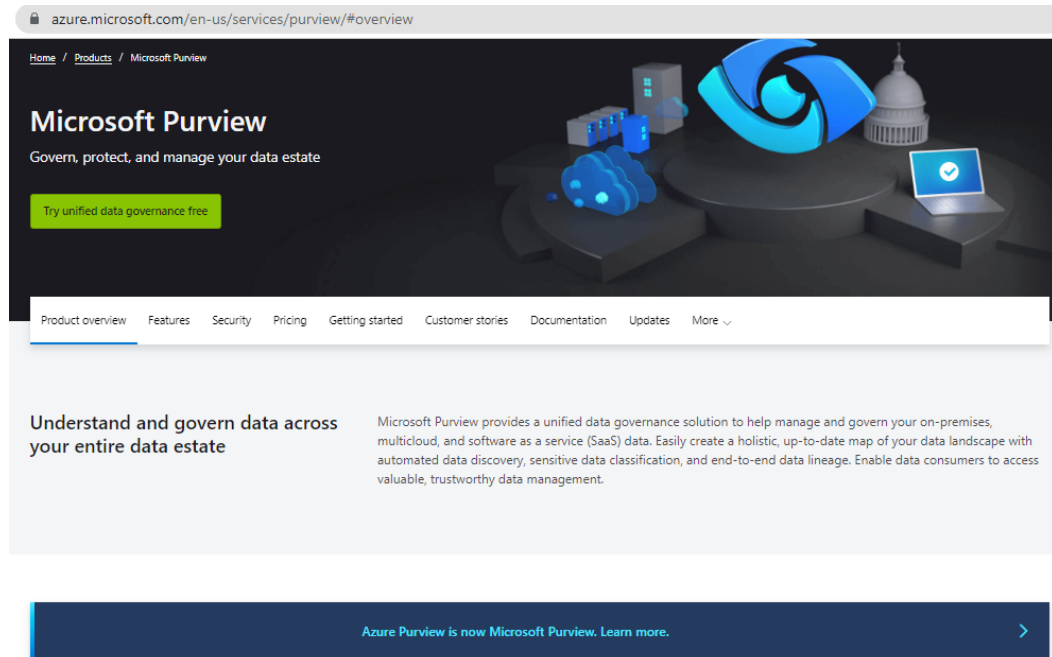 azure.microsoft.com/en-us/services/purview/#overview
Home / Products / Microsoft Purview
Microsoft Purview
Govern, protect, and manage your data estate
Try unified data governance free
Product overview Features Security Pricing Getting started Customer stories Documentation Updates More
Understand and govern data across
your entire data estate
Microsoft Purview provides a unified data governance solution to help manage and govern your on-premises,
multicloud, and software as a service (SaaS) data. Easily create a holistic, up-to-date map of your data landscape with
automated data discovery, sensitive data classification, and end-to-end data lineage. Enable data consumers to access
valuable, trustworthy data management.
Azure Purview is now Microsoft Purview. Learn more.